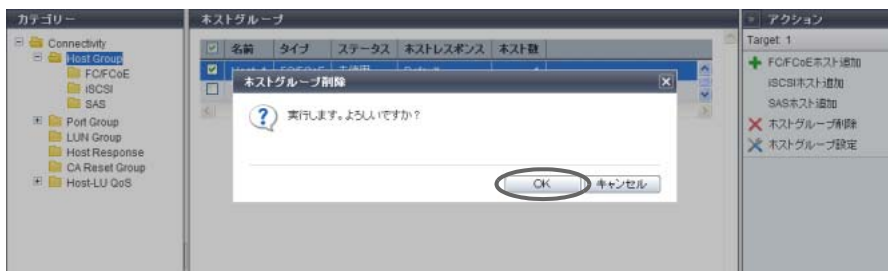 カテゴリー
Connectivity
Host Group
FC/FCoE
iSCSI
SAS
Port Group
LUN Group
Host Response
CA Reset Group
Host-LU QoS
ホストグループ
名前 タイプ ステータス ホストレスポンス ホスト数
ホストグループ削除
実行します。よろしいですか?
OK キャンセル
アクション
Target: 1
FC/FCoEホスト追加
iSCSIホスト追加
SASホスト追加
ホストグループ削除
ホストグループ設定